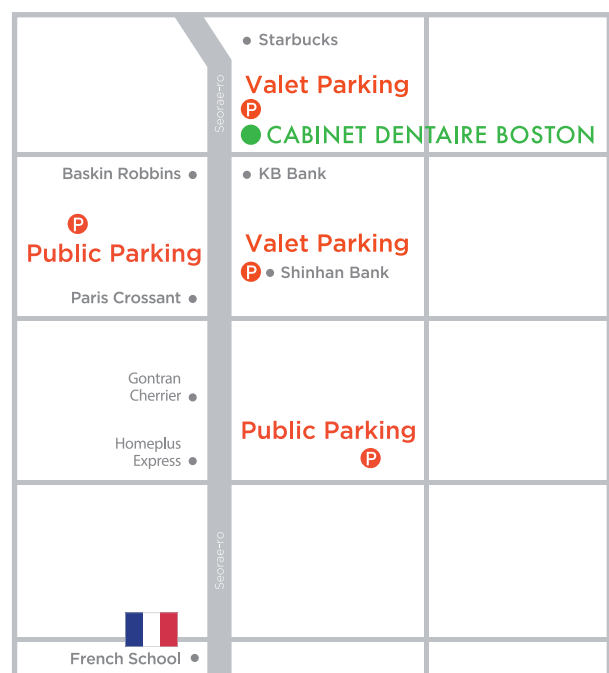 Starbucks
Seorae-ro
Valet Parking
P
CABINET DENTAIRE BOSTON
Baskin Robbins
KB Bank
P
Public Parking
Valet Parking
P
Shinhan Bank
Paris Crossant
Gontran
Cherrier
Public Parking
Homeplus
Express
P
Seorae-ro
French School